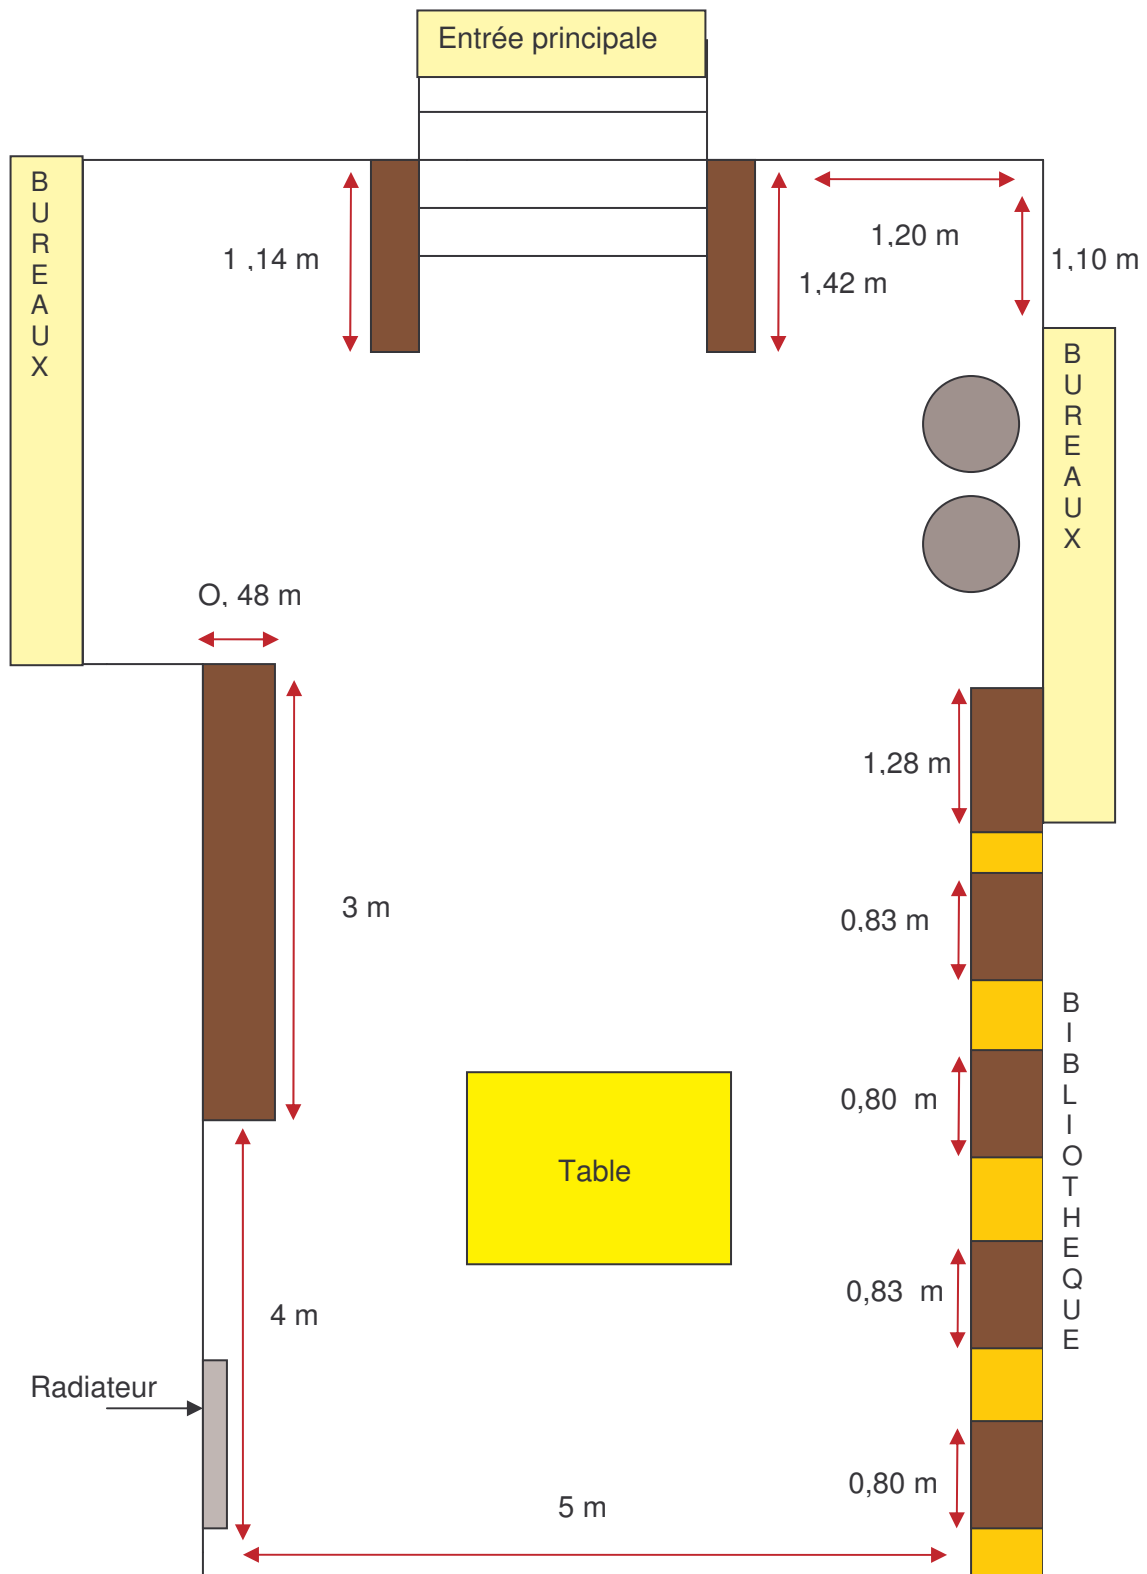 Entrée principale
BUREAUX
1 ,14 m
1,20 m
1,42 m
1,10 m
BUREAUX
O, 48 m
1,28 m
3 m
0,83 m
BIBLIOTHEQUE
0,80 m
Table
0,83 m
4 m
Radiateur
0,80 m
5 m